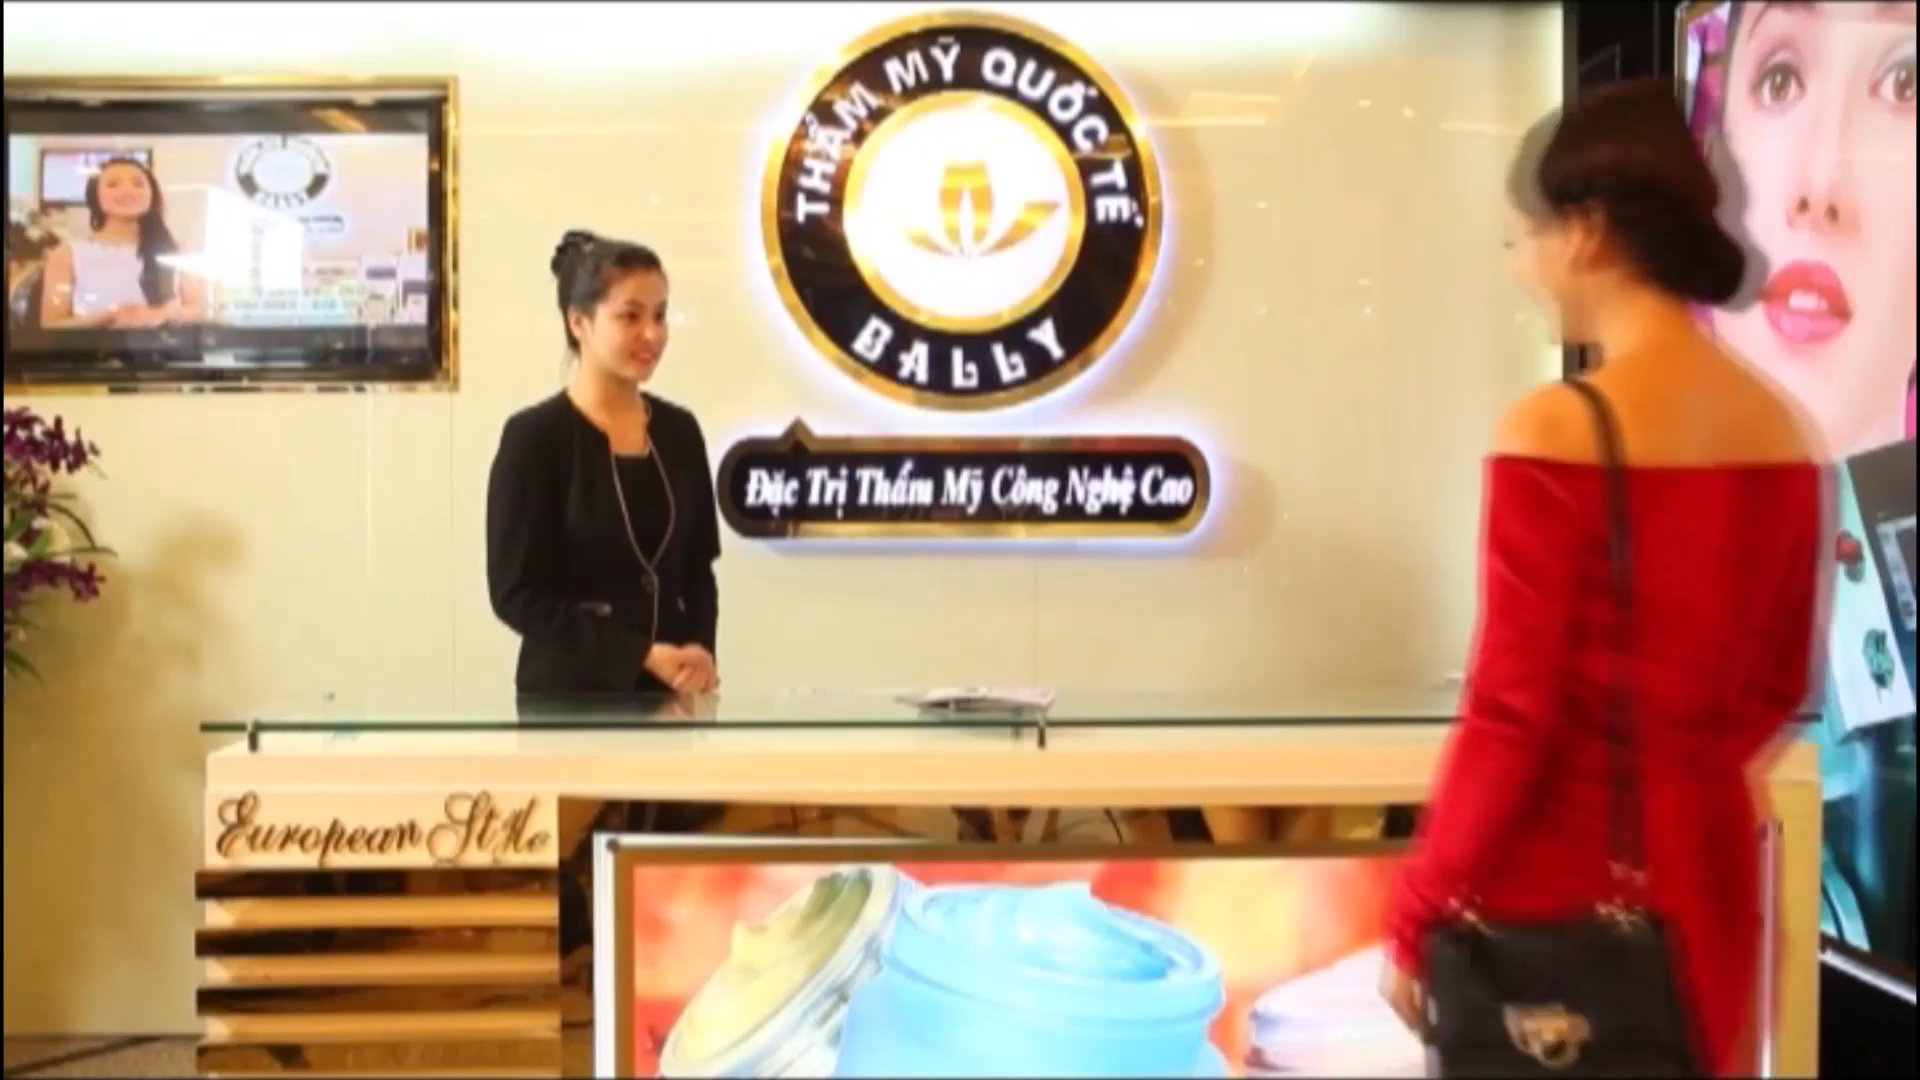 THẨM MỸ QUỐC TẾ
BALLY
Đặc Trị Thẩm Mỹ Công Nghệ Cao
European Style